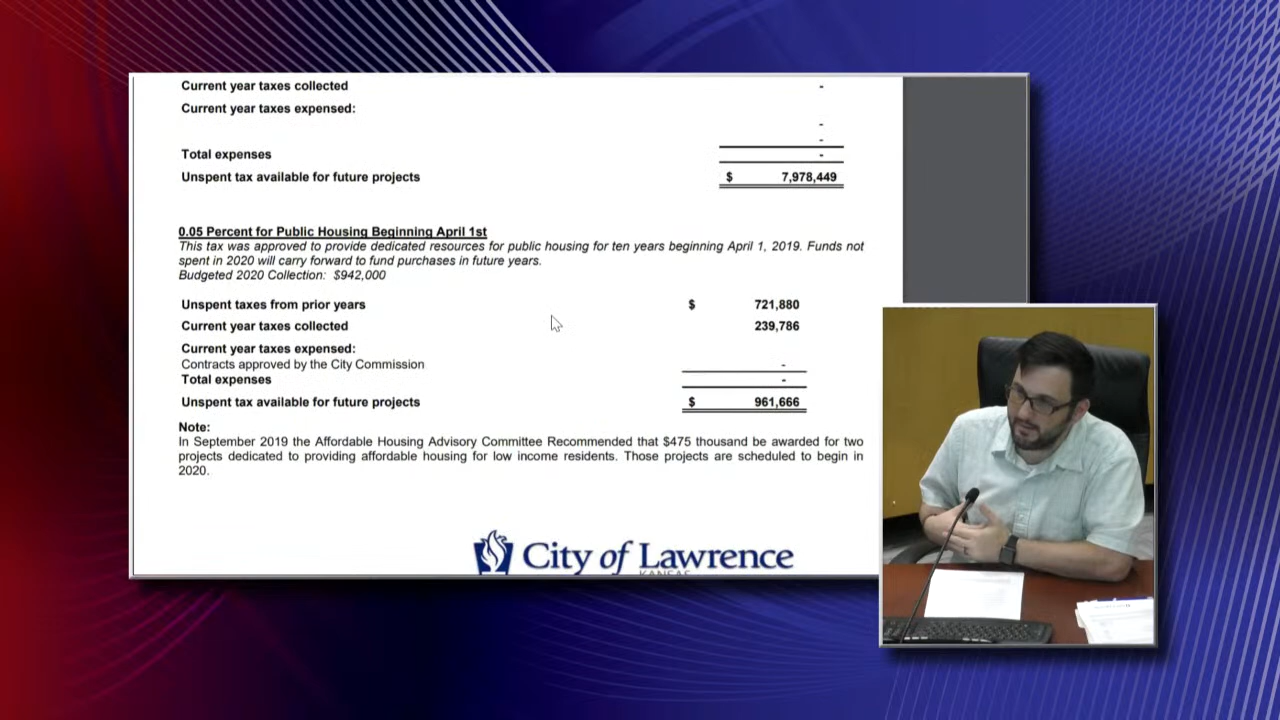 Current year taxes collected -
Current year taxes expensed:
-
-
Total expenses -
Unspent tax available for future projects $ 7,978,449
0.05 Percent for Public Housing Beginning April 1st
This tax was approved to provide dedicated resources for public housing for ten years beginning April 1, 2019. Funds not
spent in 2020 will carry forward to fund purchases in future years.
Budgeted 2020 Collection: $942,000
Unspent taxes from prior years $ 721,880
Current year taxes collected 239,786
Current year taxes expensed:
Contracts approved by the City Commission -
Total expenses -
Unspent tax available for future projects $ 961,666
Note:
In September 2019 the Affordable Housing Advisory Committee Recommended that $475 thousand be awarded for two
projects dedicated to providing affordable housing for low income residents. Those projects are scheduled to begin in
2020.
City of Lawrence
KANSAS